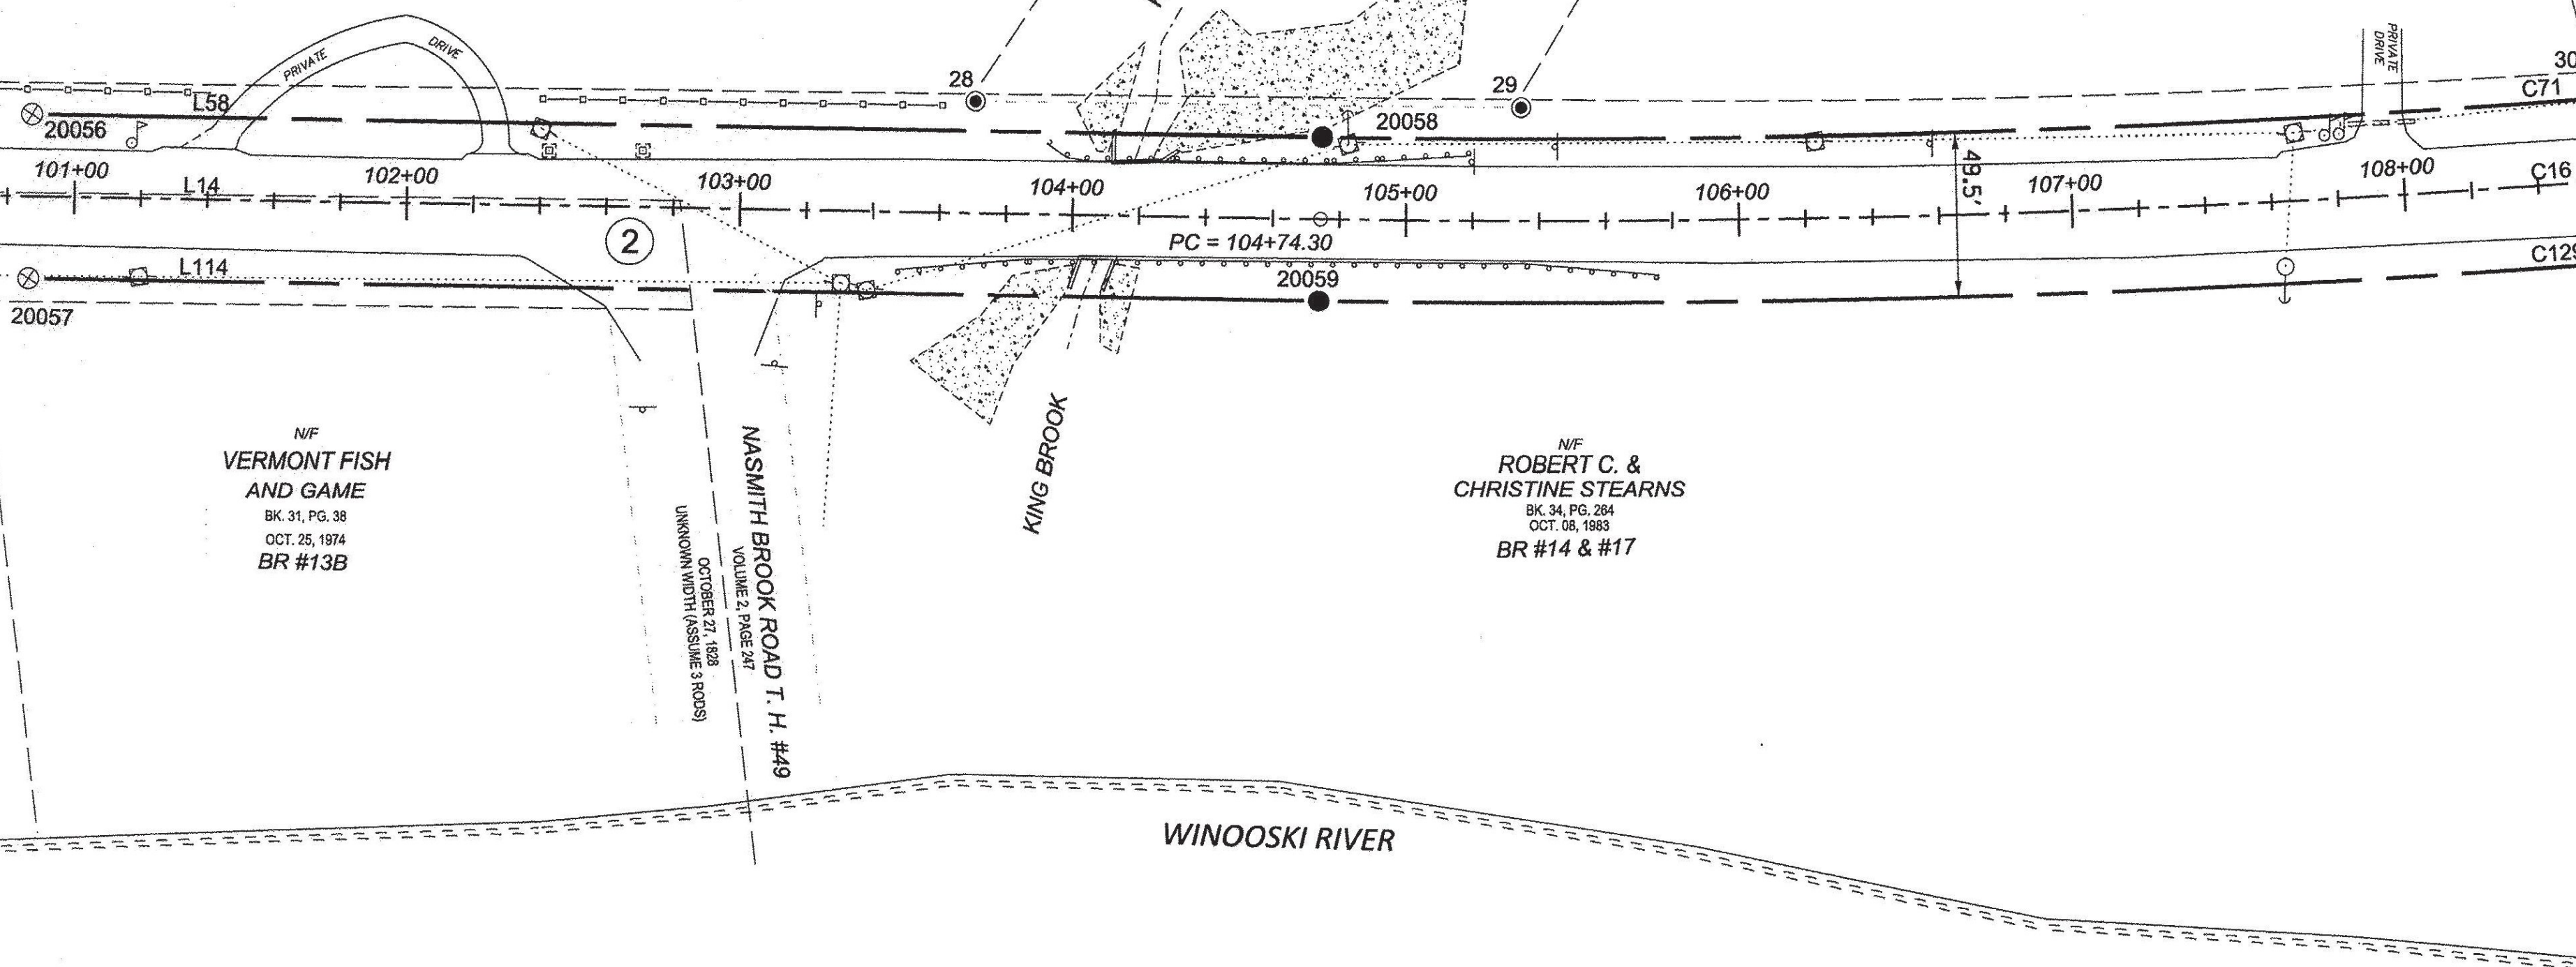 PRIVATE
DRIVE
28
29
PRIVATE
DRIVE
30
C71
L58
20056
20058
101+00
102+00
103+00
104+00
105+00
106+00
107+00
108+00
L14
C16
49.5'
2
PC = 104+74.30
L114
20059
C129
20057
N/F
VERMONT FISH
AND GAME
BK. 31, PG. 38
OCT. 25, 1974
BR #13B
NASMITH BROOK ROAD T. H. #49
VOLUME 2, PAGE 247
OCTOBER 27, 1828
UNKNOWN WIDTH (ASSUME 3 RODS)
KING BROOK
N/F
ROBERT C. &
CHRISTINE STEARNS
BK. 34, PG. 264
OCT. 08, 1983
BR #14 & #17
WINOOSKI RIVER